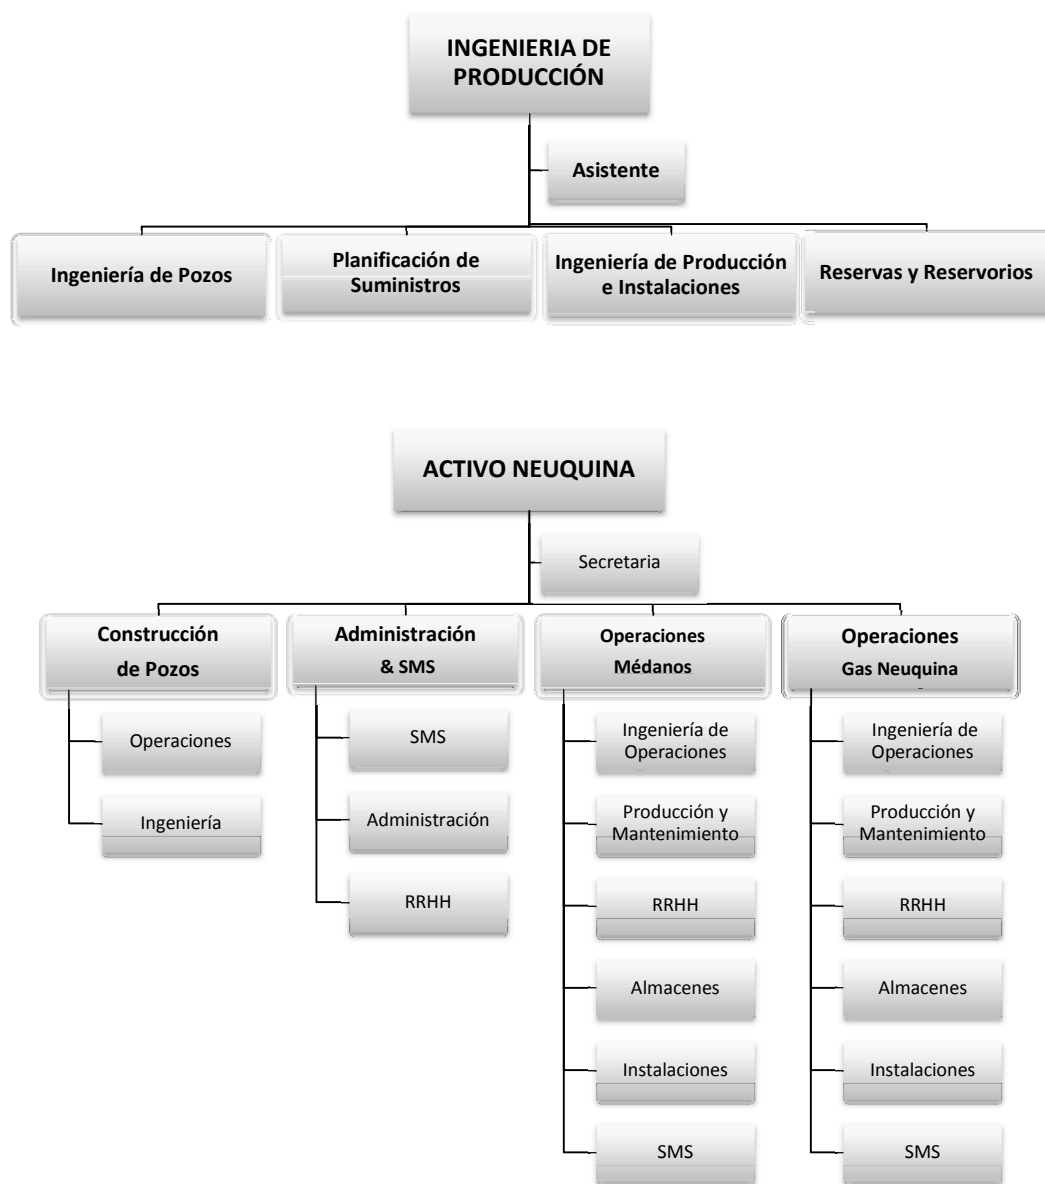 INGENIERIA DE
PRODUCCIÓN
Asistente
Ingeniería de Pozos
Planificación de
Suministros
Ingeniería de Producción
e Instalaciones
Reservas y Reservorios
ACTIVO NEUQUINA
Secretaria
Construcción
de Pozos
Operaciones
Ingeniería
Administración
& SMS
SMS
Administración
RRHH
Operaciones
Médanos
Ingeniería de
Operaciones
Producción y
Mantenimiento
RRHH
Almacenes
Instalaciones
SMS
Operaciones
Gas Neuquina
Ingeniería de
Operaciones
Producción y
Mantenimiento
RRHH
Almacenes
Instalaciones
SMS